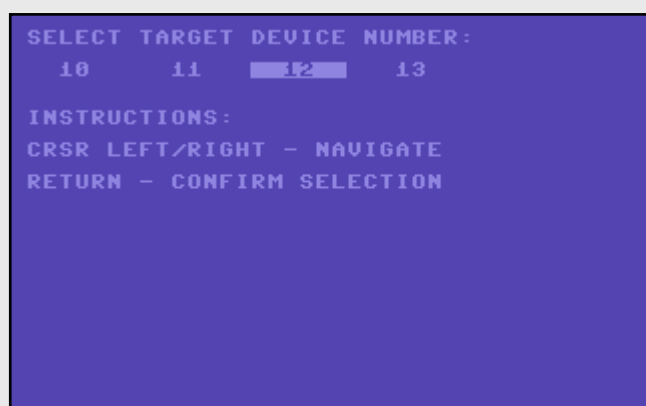 SELECT TARGET DEVICE NUMBER:
10 11 12 13
INSTRUCTIONS:
CRSR LEFT/RIGHT - NAVIGATE
RETURN - CONFIRM SELECTION